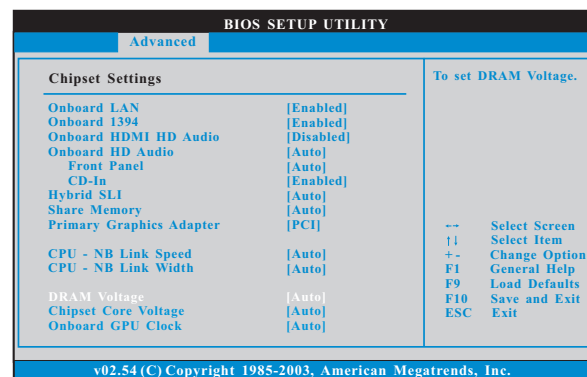 BIOS SETUP UTILITY
Advanced
Chipset Settings
Onboard LAN [Enabled]
Onboard 1394 [Enabled]
Onboard HDMI HD Audio [Disabled]
Onboard HD Audio [Auto]
Front Panel [Auto]
CD-In [Enabled]
Hybrid SLI [Auto]
Share Memory [Auto]
Primary Graphics Adapter [PCI]
CPU - NB Link Speed [Auto]
CPU - NB Link Width [Auto]
DRAM Voltage [Auto]
Chipset Core Voltage [Auto]
Onboard GPU Clock [Auto]
To set DRAM Voltage.
←→ Select Screen
↑↓ Select Item
+ - Change Option
F1 General Help
F9 Load Defaults
F10 Save and Exit
ESC Exit
v02.54 (C) Copyright 1985-2003, American Megatrends, Inc.